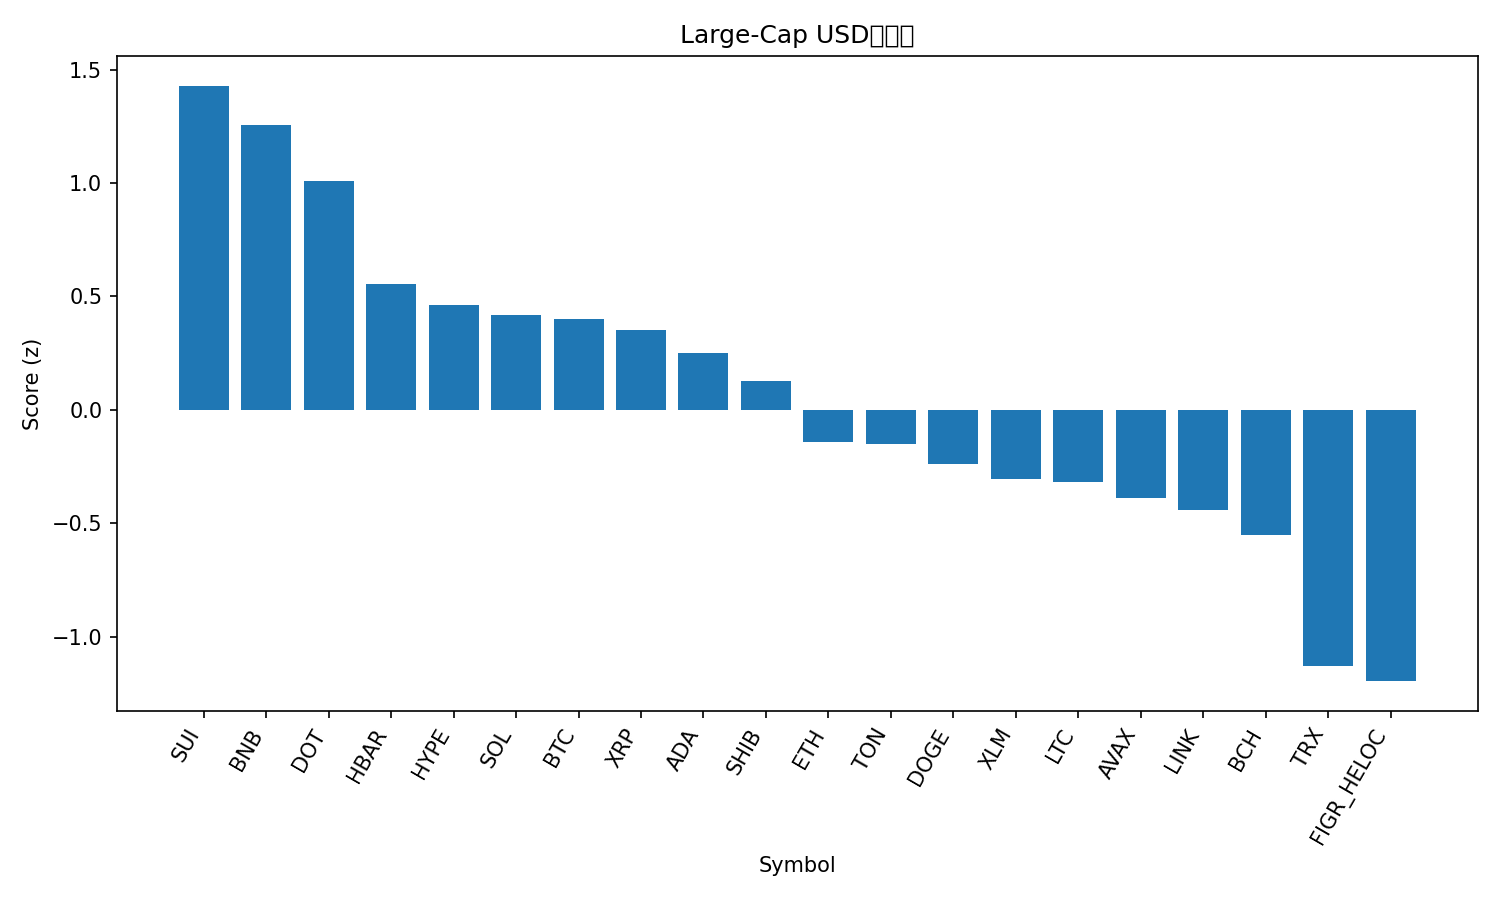 Large-Cap USD
Score (z)
1.5
1.0
0.5
0.0
−0.5
−1.0
SUI
BNB
DOT
HBAR
HYPE
SOL
BTC
XRP
ADA
SHIB
ETH
TON
DOGE
XLM
LTC
AVAX
LINK
BCH
TRX
FIGR_HELOC
Symbol